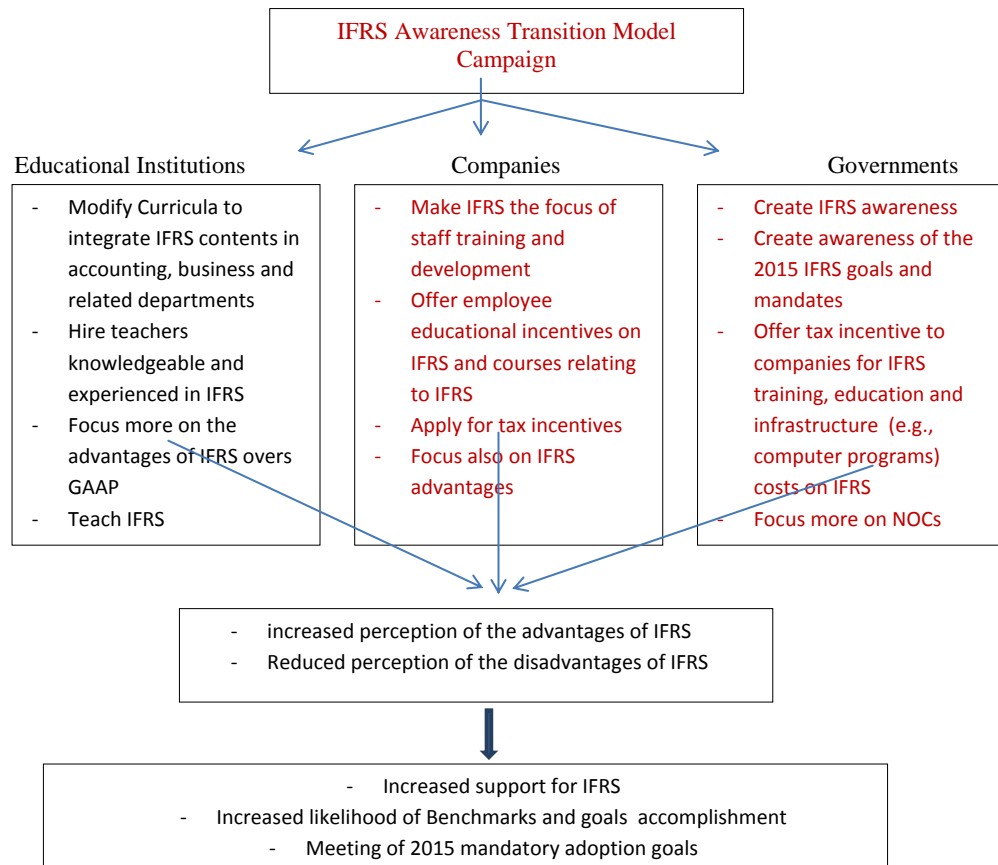 IFRS Awareness Transition Model
Campaign
Educational Institutions
- Modify Curricula to
integrate IFRS contents in
accounting, business and
related departments
- Hire teachers
knowledgeable and
experienced in IFRS
- Focus more on the
advantages of IFRS overs
GAAP
- Teach IFRS
Companies
- Make IFRS the focus of
staff training and
development
- Offer employee
educational incentives on
IFRS and courses relating
to IFRS
- Apply for tax incentives
- Focus also on IFRS
advantages
Governments
- Create IFRS awareness
- Create awareness of the
2015 IFRS goals and
mandates
- Offer tax incentive to
companies for IFRS
training, education and
infrastructure (e.g.,
computer programs)
costs on IFRS
- Focus more on NOCs
- increased perception of the advantages of IFRS
- Reduced perception of the disadvantages of IFRS
- Increased support for IFRS
- Increased likelihood of Benchmarks and goals accomplishment
- Meeting of 2015 mandatory adoption goals